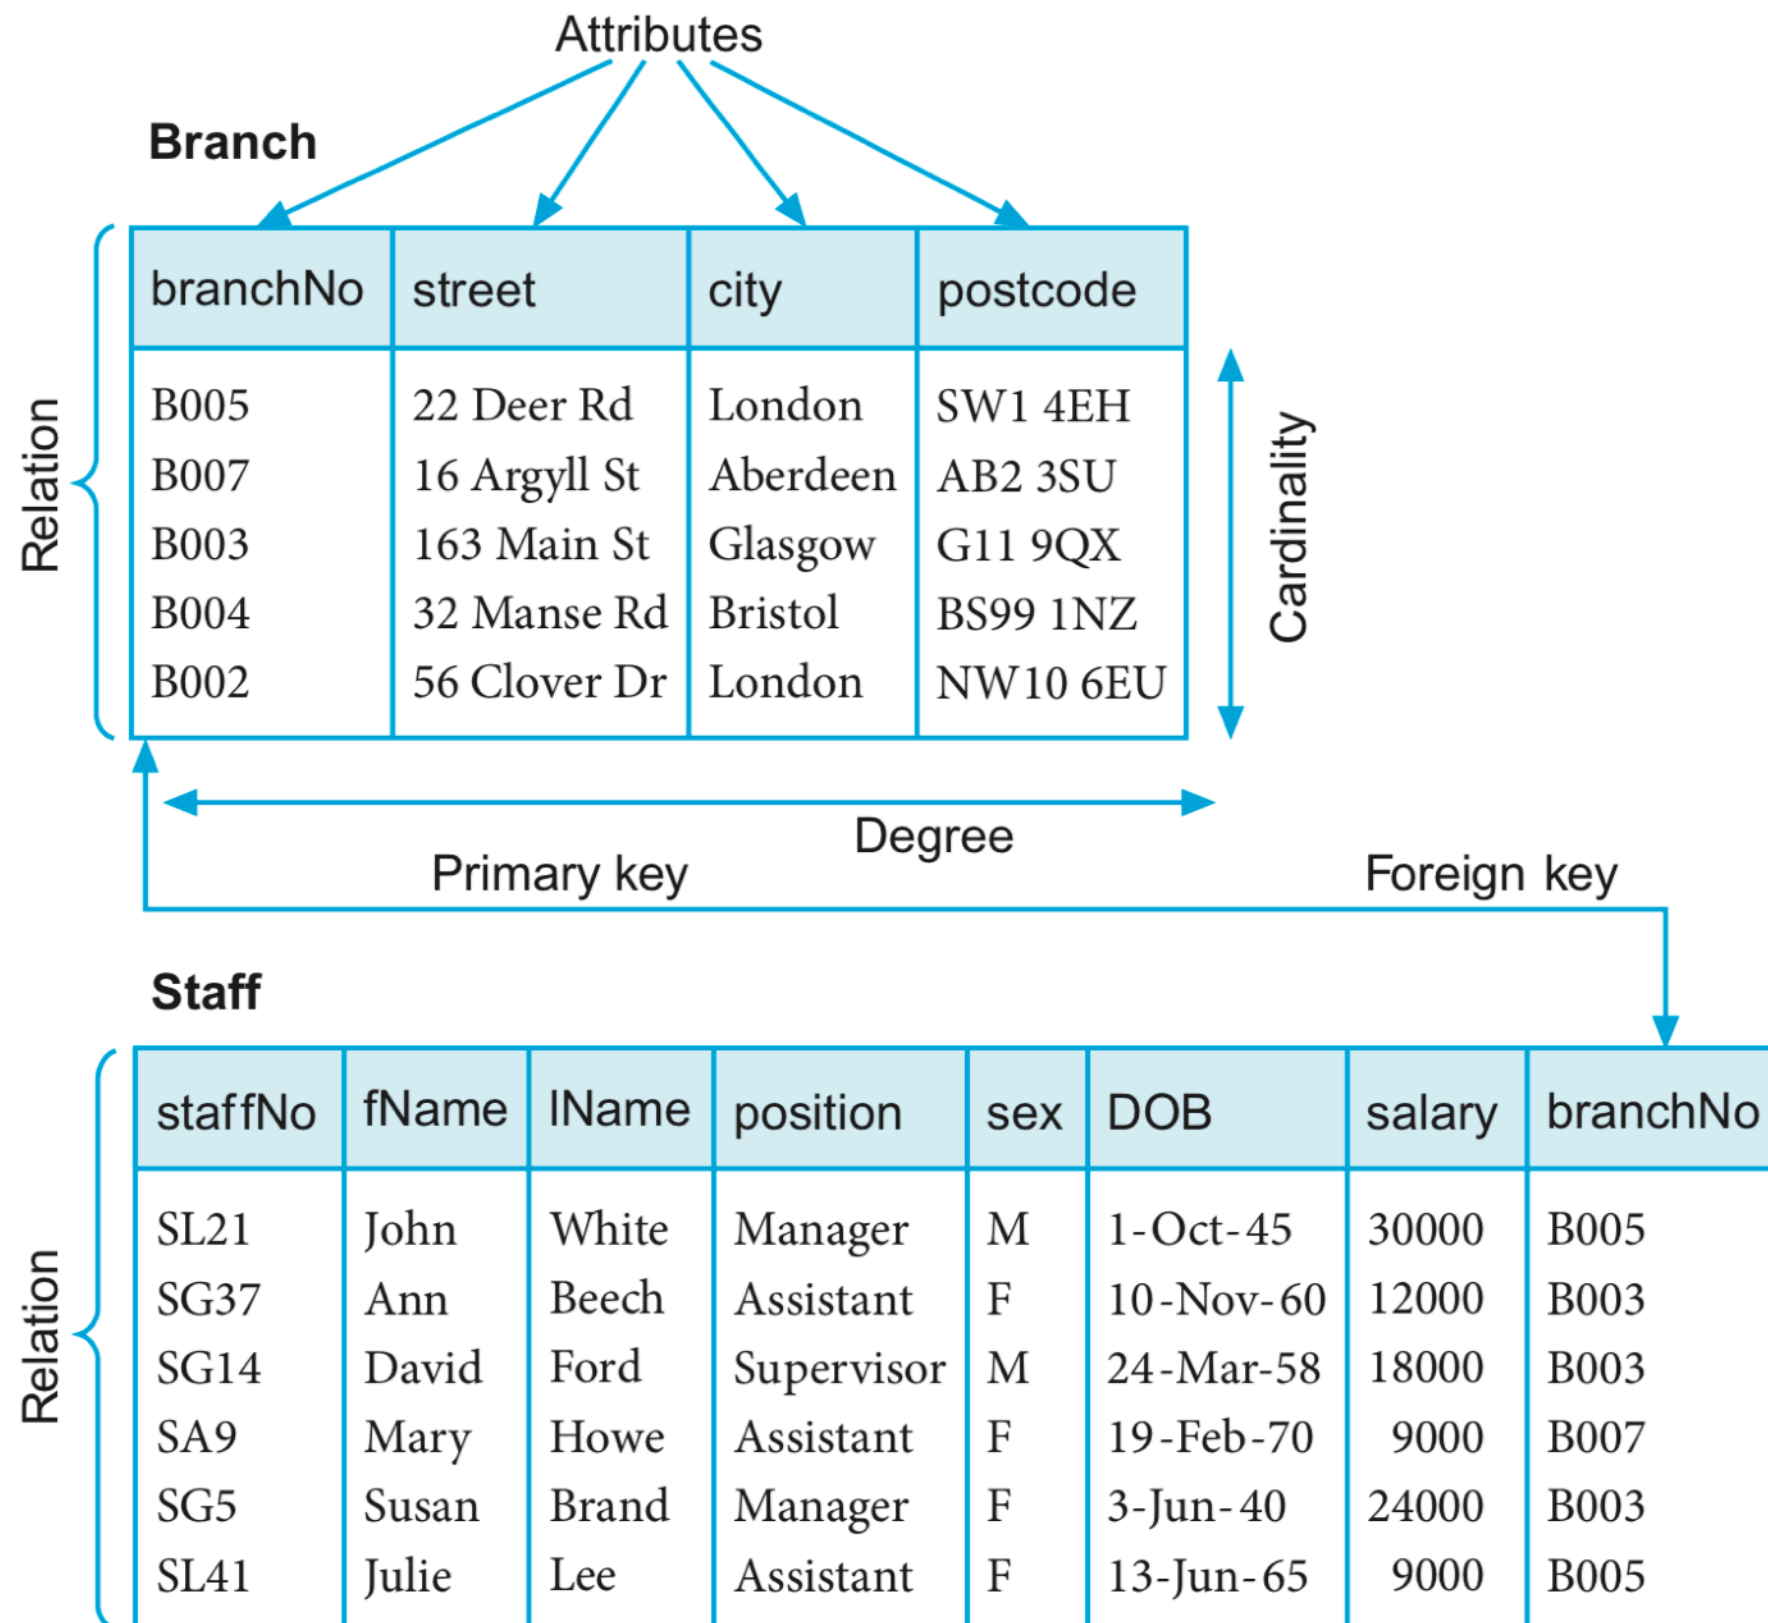 Attributes
Branch
branchNo street city postcode
B005 22 Deer Rd London SW1 4EH
B007 16 Argyll St Aberdeen AB2 3SU
B003 163 Main St Glasgow G11 9QX
B004 32 Manse Rd Bristol BS99 1NZ
B002 56 Clover Dr London NW10 6EU
Relation
Cardinality
Degree
Primary key
Foreign key
Staff
staffNo fName lName position sex DOB salary branchNo
SL21 John White Manager M 1-Oct-45 30000 B005
SG37 Ann Beech Assistant F 10-Nov-60 12000 B003
SG14 David Ford Supervisor M 24-Mar-58 18000 B003
SA9 Mary Howe Assistant F 19-Feb-70 9000 B007
SG5 Susan Brand Manager F 3-Jun-40 24000 B003
SL41 Julie Lee Assistant F 13-Jun-65 9000 B005
Relation